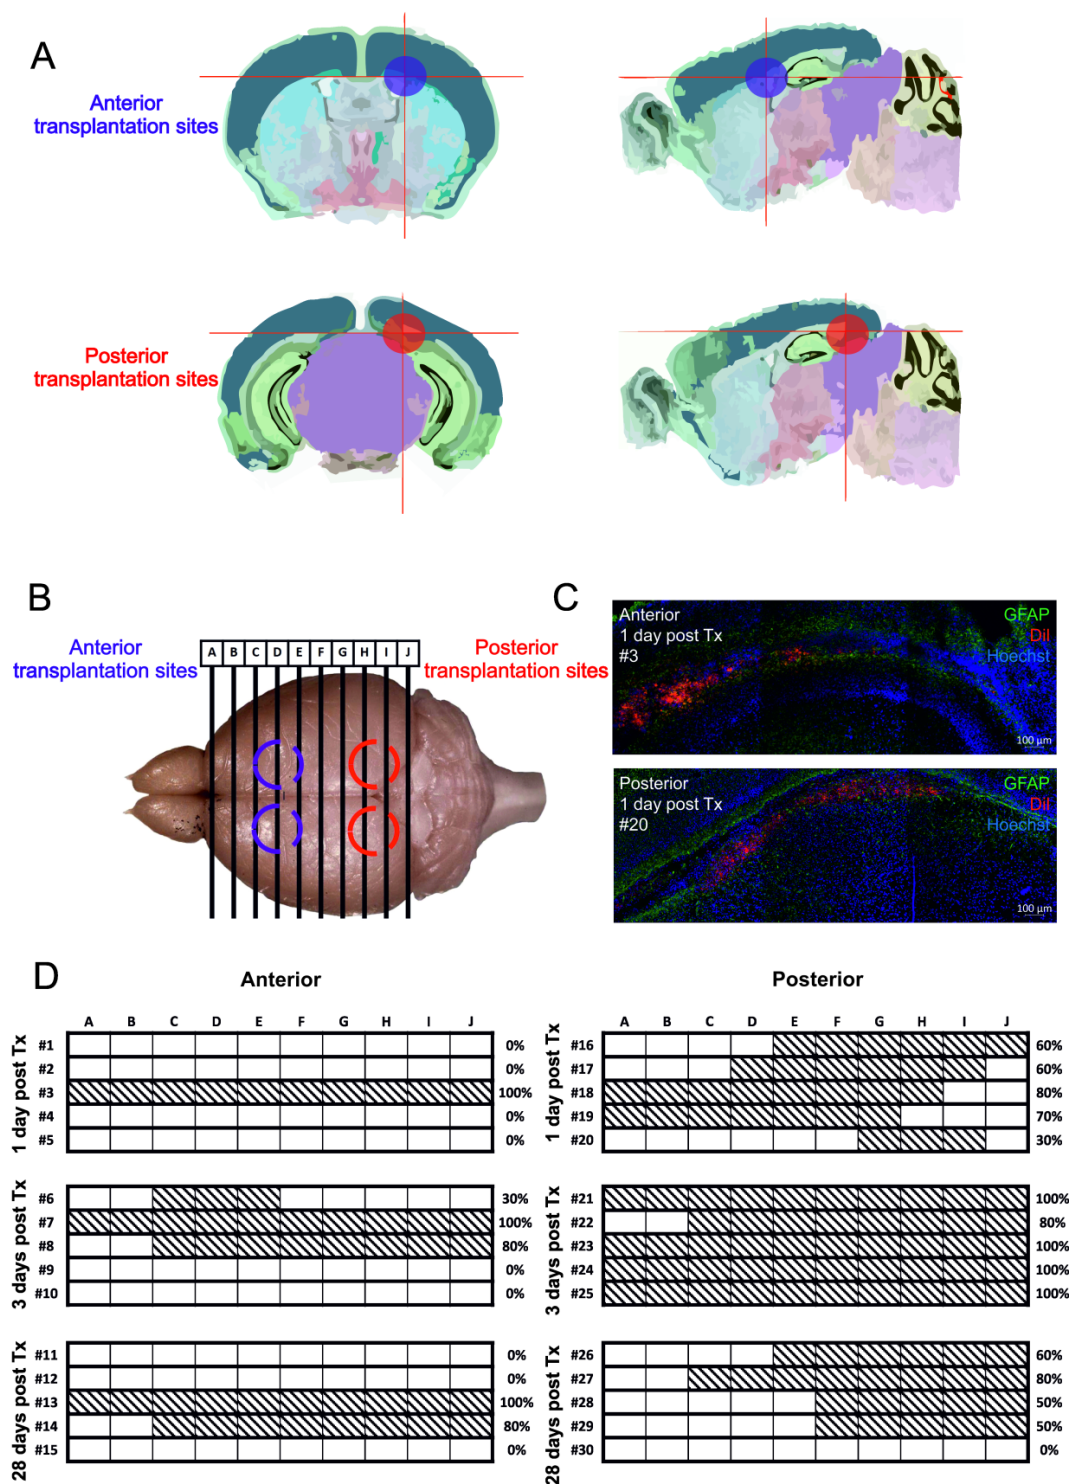 A
Anterior
transplantation sites
Posterior
transplantation sites
B
Anterior
transplantation sites
A B C D E F G H I J
Posterior
transplantation sites
C
Anterior
1 day post Tx
#3
GFAP
DiI
Hoechst
100 µm
Posterior
1 day post Tx
#20
GFAP
DiI
Hoechst
100 µm
D
Anterior
A B C D E F G H I J
1 day post Tx
#1 0%
#2 0%
#3 100%
#4 0%
#5 0%
3 days post Tx
#6 30%
#7 100%
#8 80%
#9 0%
#10 0%
28 days post Tx
#11 0%
#12 0%
#13 100%
#14 80%
#15 0%
Posterior
A B C D E F G H I J
1 day post Tx
#16 60%
#17 60%
#18 80%
#19 70%
#20 30%
3 days post Tx
#21 100%
#22 80%
#23 100%
#24 100%
#25 100%
28 days post Tx
#26 60%
#27 80%
#28 50%
#29 50%
#30 0%